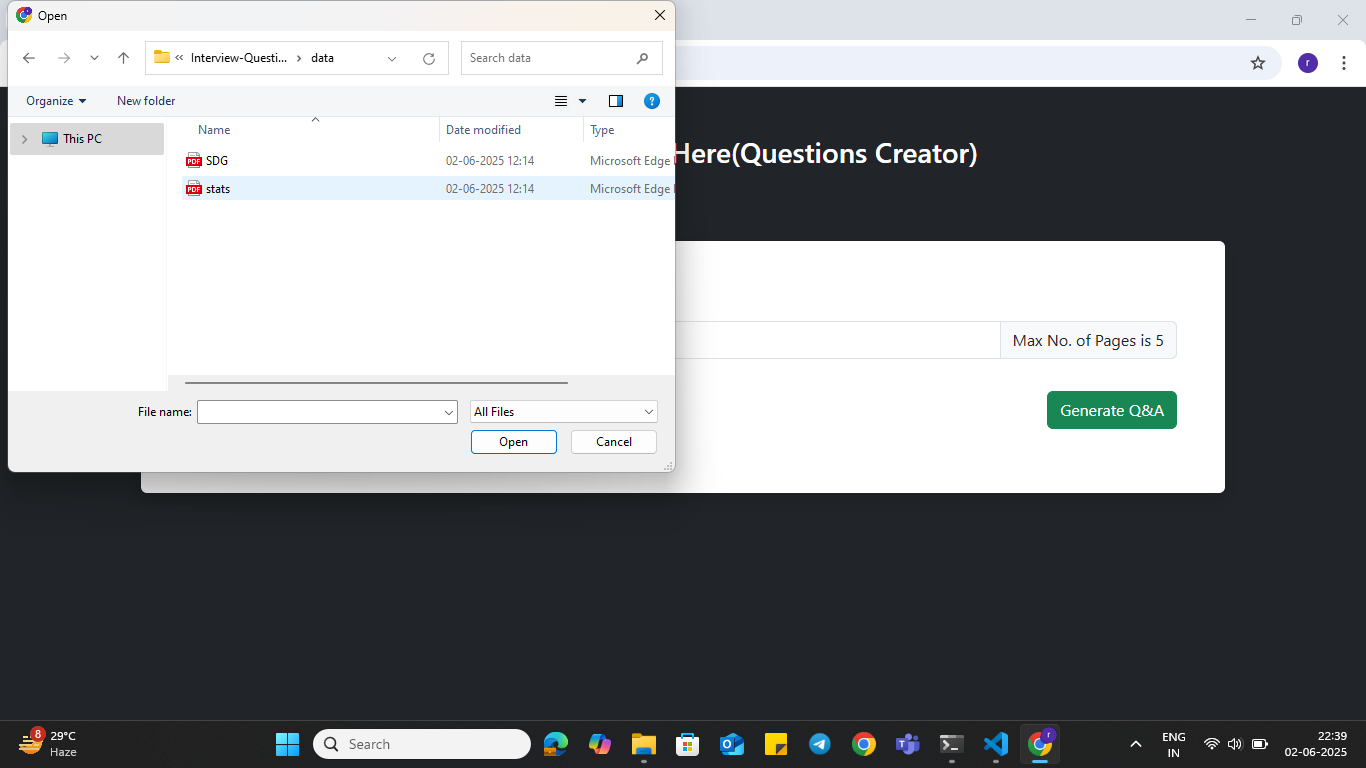 Open
Interview-Questi... > data
Search data
Organize
New folder
Name
Date modified
Type
This PC
SDG
02-06-2025 12:14
Microsoft Edge
stats
02-06-2025 12:14
Microsoft Edge
Here(Questions Creator)
Max No. of Pages is 5
File name:
All Files
Generate Q&A
Open
Cancel
8
29°C
Haze
Search
ENG
IN
22:39
02-06-2025
r
PDF
PDF
r